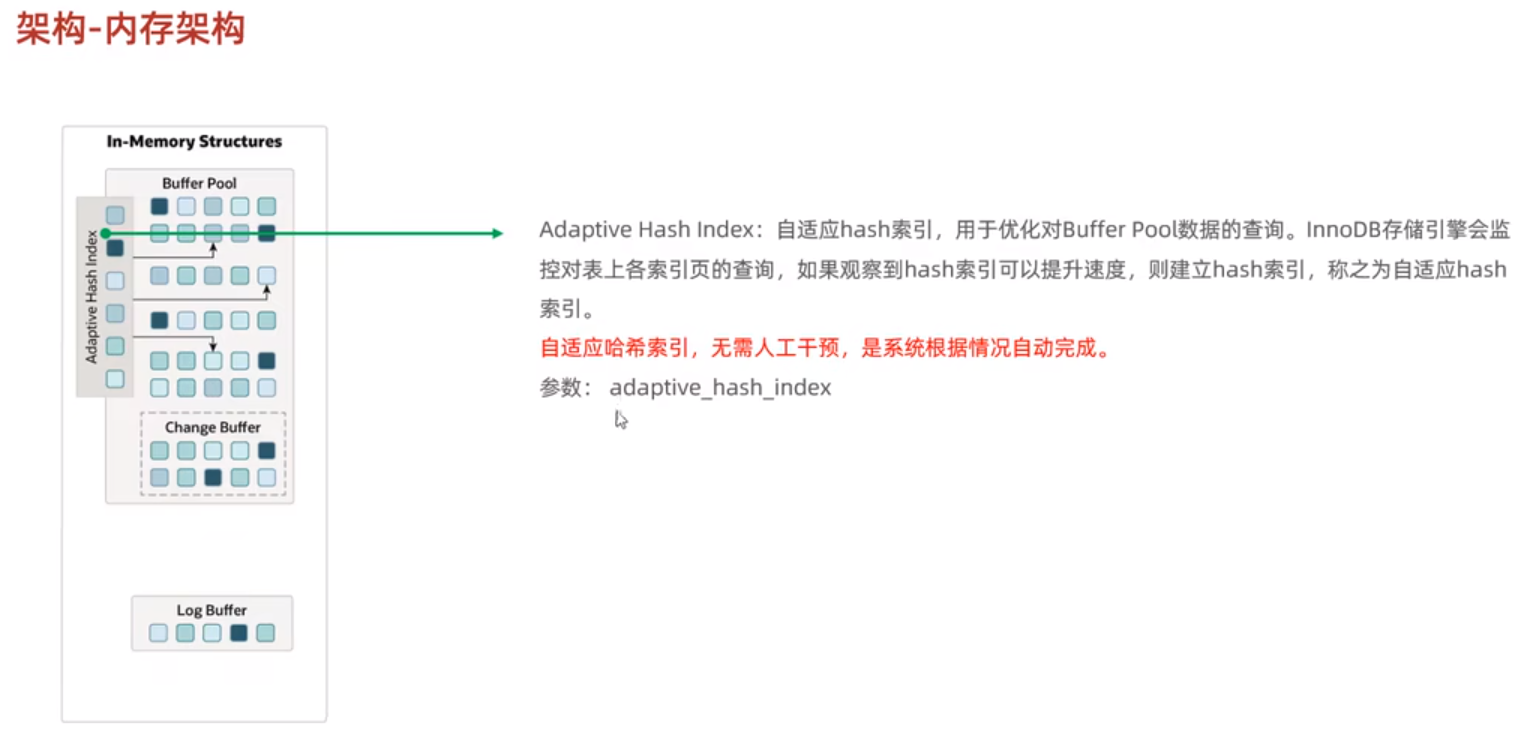 架构-内存架构
In-Memory Structures
Buffer Pool
Adaptive Hash Index
Adaptive Hash Index：自适应hash索引，用于优化对Buffer Pool数据的查询。InnoDB存储引擎会监
控对表上各索引页的查询，如果观察到hash索引可以提升速度，则建立hash索引，称之为自适应hash
索引。
自适应哈希索引，无需人工干预，是系统根据情况自动完成。
参数： adaptive_hash_index
Change Buffer
Log Buffer